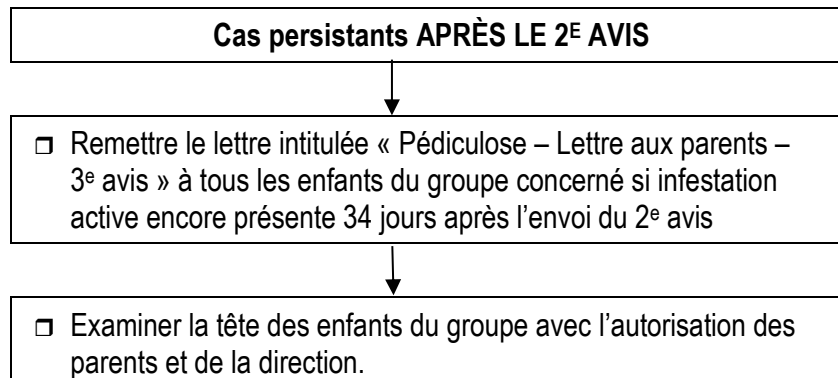 Cas persistants APRÈS LE 2E AVIS
❒ Remettre le lettre intitulée « Pédiculose – Lettre aux parents –
3e avis » à tous les enfants du groupe concerné si infestation
active encore présente 34 jours après l’envoi du 2e avis
❒ Examiner la tête des enfants du groupe avec l’autorisation des
parents et de la direction.